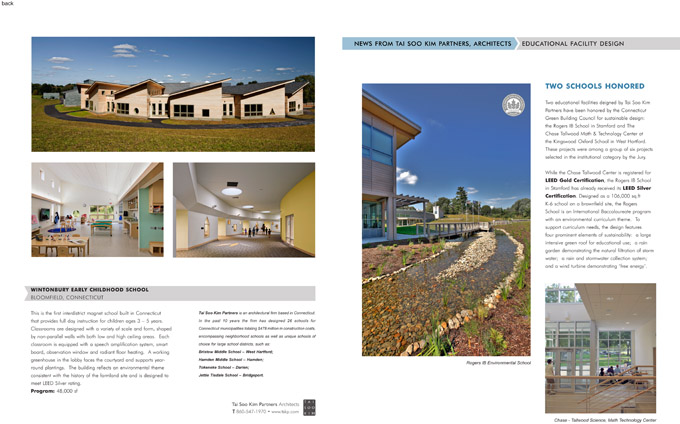 back
NEWS FROM TAI SOO KIM PARTNERS, ARCHITECTS
EDUCATIONAL FACILITY DESIGN
TWO SCHOOLS HONORED
Two educational facilities deigned by Tai Soo Kim
Partners have been honored by the Connecticut
Green Building Council for sustainable design:
the Rogers IB School in Stamford and The
Chase Tallwood Math & Technology Center at
the Kingswood Oxford School in West Hartford.
These projects were among a group of six projects
selected in the institutional category by the Jury.
While the Chase Tallwood Center is registered for
LEED Gold Certification, the Rogers IB School
in Stamford has already received its LEED Silver
Certification. Designed as a 106,000 sq.ft
K-6 school on a brownfield site, the Rogers
School is an International Baccalaureate program
with an environmental curriculum theme. To
support curriculum needs, the design features
four prominent elements of sustainability: a large
intensive green roof for educational use; a rain
garden demonstrating the natural filtration of storm
water; a rain and stormwater collection system;
and a wind turbine demonstrating 'free energy'.
Rogers IB Environmental School
Chase - Tallwood Science, Math Technology Centre
WINTONBURY EARLY CHILDHOOD SCHOOL
BLOOMFIELD, CONNECTICUT
This is the first interdistrict magnet school built in Connecticut
that provides full day instruction for children ages 3 – 5 years.
Classrooms are designed with a variety of scale and form, shaped
by non-parallel walls with both low and high ceiling areas. Each
classroom is equipped with a speech amplification system, smart
board, observation window and radiant floor heating. A working
greenhouse in the lobby faces the courtyard and supports year-
round plantings. The building reflects an environmental theme
consistent with the history of the farmland site and is designed to
meet LEED Silver rating.
Program: 48,000 sf
Tai Soo Kim Partners is an architectural firm based in Connecticut.
In the past 10 years the firm has designed 28 schools for
Connecticut municipalities totaling $478 million in construction costs,
encompassing neighborhood schools as well as unique schools of
choice for large school districts, such as:
Bristow Middle School – West Hartford;
Hamden Middle School – Hamden;
Tokeneke School – Darien;
Jettie Tisdale School – Bridgeport.
Tai Soo Kim Partners Architects
T 860-547-1970 • www.tskp.com